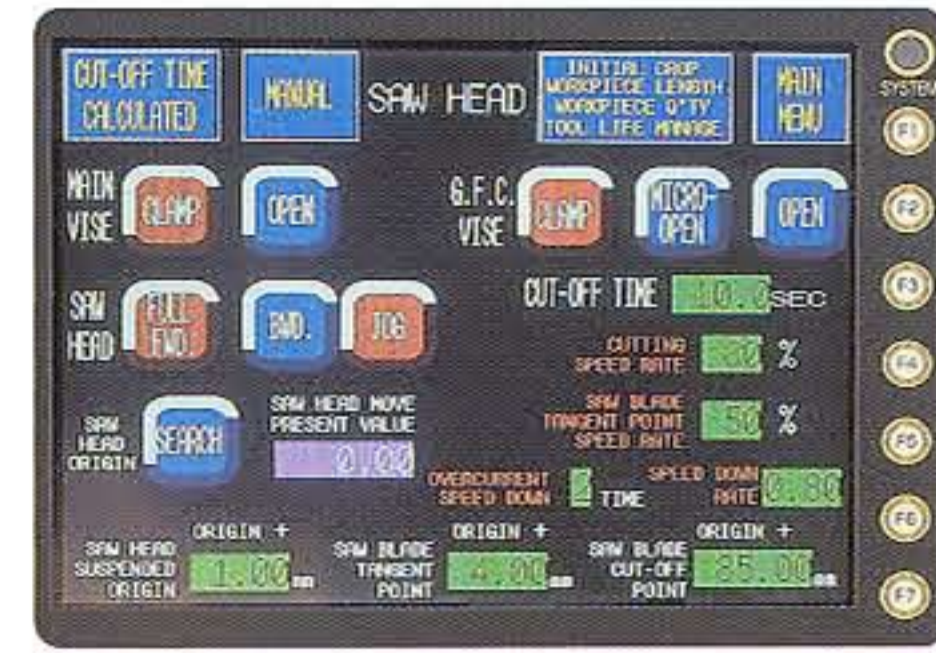 CUT-OFF TIME
CALCULATED
MANUAL
SAW HEAD
INITIAL CROP
WORKPIECE LENGTH
WORKPIECE Q'TY
TOOL LIFE MANAGE
MAIN
MENU
SYSTEM
F1
F2
F3
F4
F5
F6
F7
MAIN
VISE
CLAMP
OPEN
G.F.C.
VISE
CLAMP
MICRO-
OPEN
OPEN
SAW
HEAD
FULL
FWD.
BWD.
JOG
CUT-OFF TIME
SEC
CUTTING
SPEED RATE
%
SAW BLADE
TANGENT POINT
SPEED RATE
50 %
SAW
HEAD
ORIGIN
SEARCH
SAW HEAD MOVE
PRESENT VALUE
0.00
OVERCURRENT
SPEED DOWN
TIME
SPEED DOWN
RATE
0.80
SAW HEAD
SUSPENDED
ORIGIN
ORIGIN +
1.00 mm
SAW BLADE
TANGENT
POINT
ORIGIN +
4.00 mm
SAW BLADE
CUT-OFF
POINT
ORIGIN +
85.00 mm